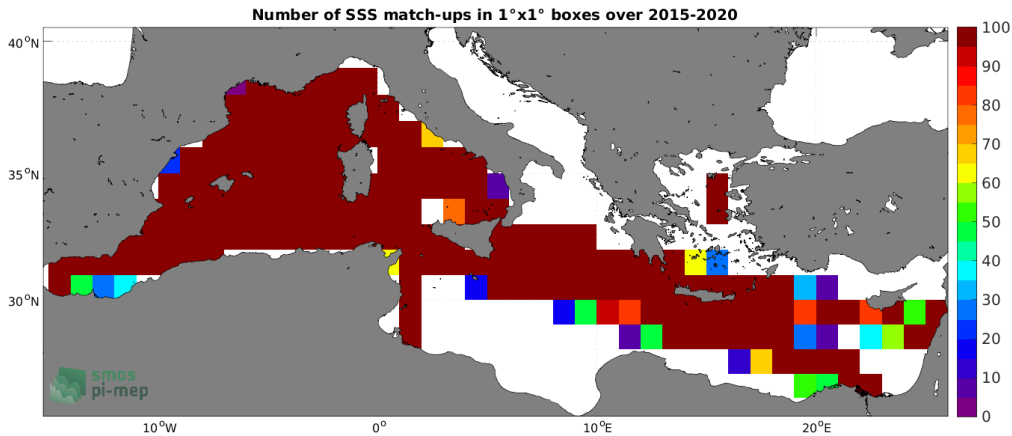 Number of SSS match-ups in 1°x1° boxes over 2015-2020
100
40°N
90
80
70
35°N
60
50
40
30°N
30
20
smos
pi-mep
10
0
10°W
0°
10°E
20°E